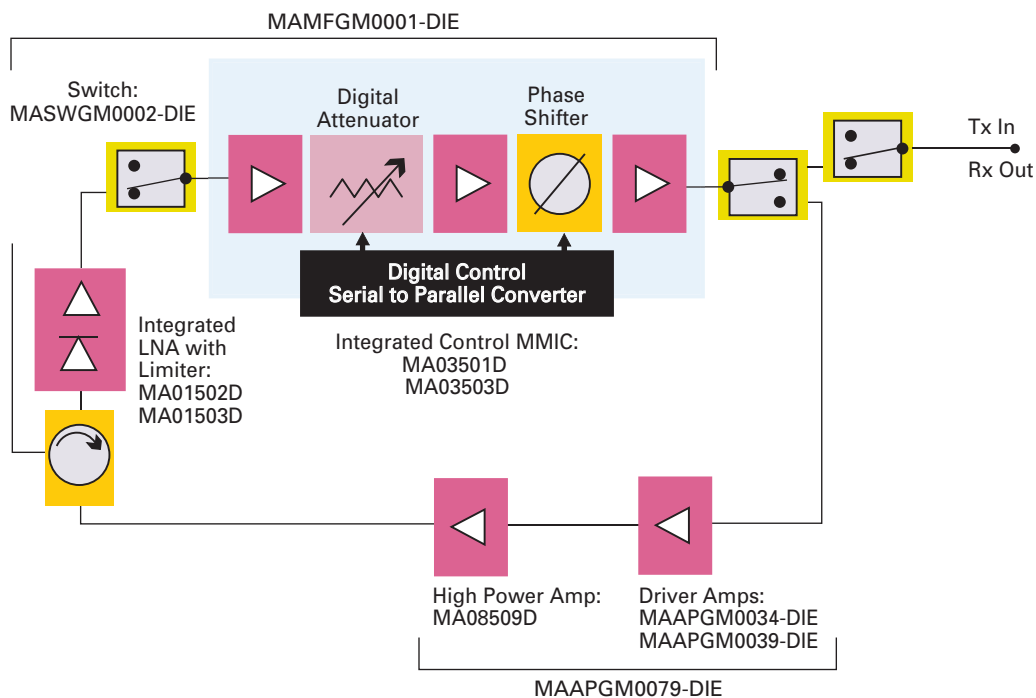 MAMFGM0001-DIE
Switch:
MASWGM0002-DIE
Digital
Attenuator
Phase
Shifter
Tx In
Rx Out
Digital Control
Serial to Parallel Converter
Integrated
LNA with
Limiter:
MA01502D
MA01503D
Integrated Control MMIC:
MA03501D
MA03503D
High Power Amp:
MA08509D
Driver Amps:
MAAPGM0034-DIE
MAAPGM0039-DIE
MAAPGM0079-DIE